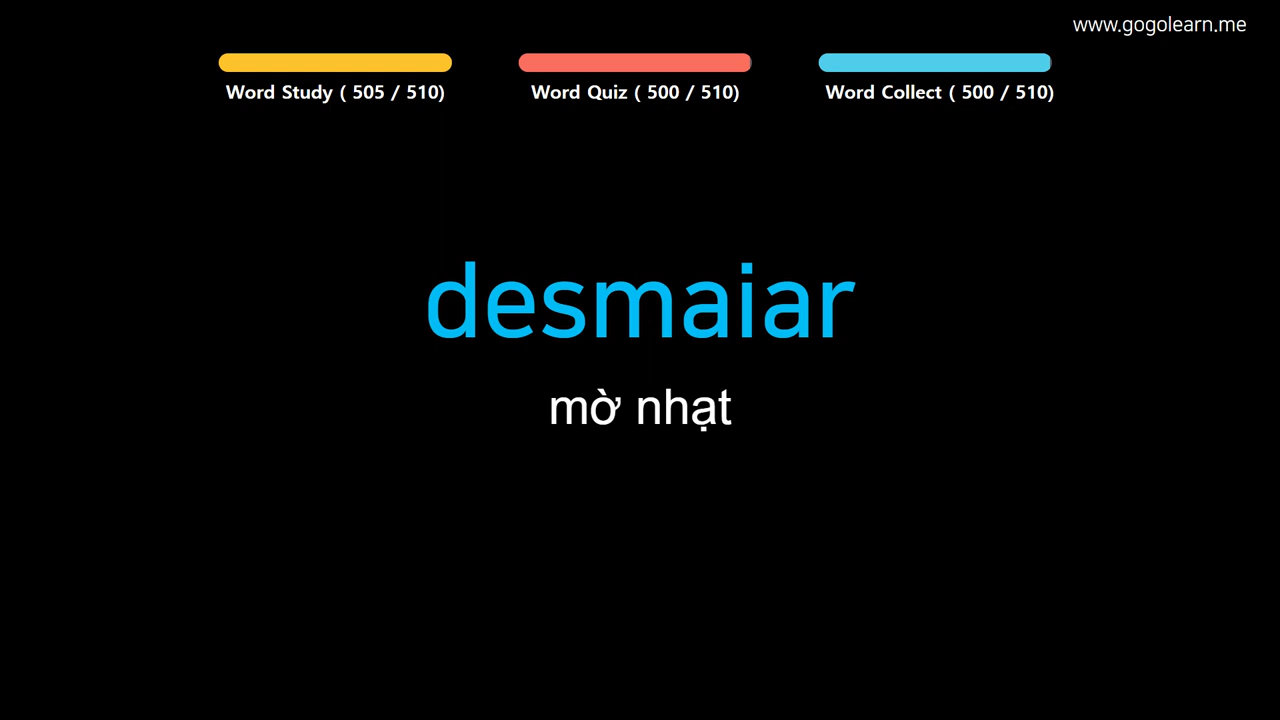 www.gogolearn.me
Word Study ( 505 / 510)
Word Quiz ( 500 / 510)
Word Collect ( 500 / 510)
desmaiar
mờ nhạt